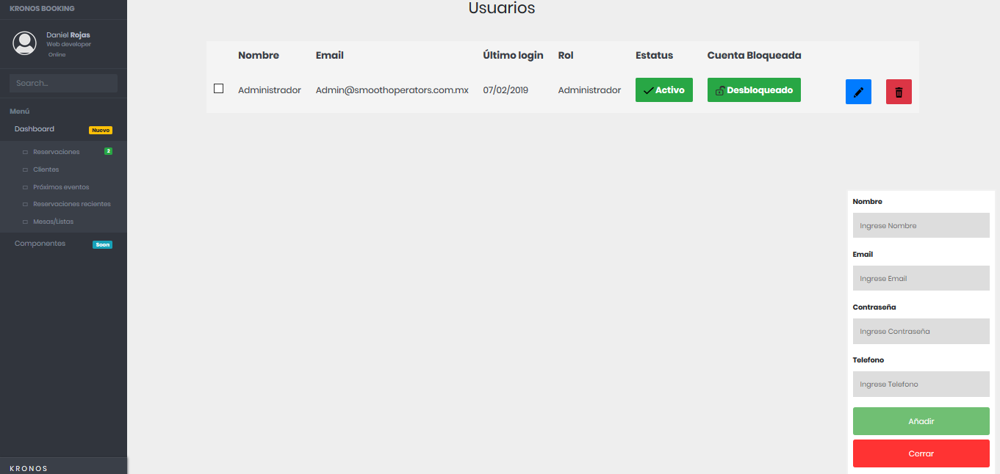 KRONOS BOOKING
Daniel Rojas
Web developer
Online
Search...
Menú
Dashboard Nuevo
Reservaciones 2
Clientes
Próximos eventos
Reservaciones recientes
Mesas/Listas
Componentes Soon
KRONOS
Usuarios
Nombre Email Último login Rol Estatus Cuenta Bloqueada
Administrador Admin@smoothoperators.com.mx 07/02/2019 Administrador Activo Desbloqueado
Nombre
Ingrese Nombre
Email
Ingrese Email
Contraseña
Ingrese Contraseña
Telefono
Ingrese Telefono
Añadir
Cerrar